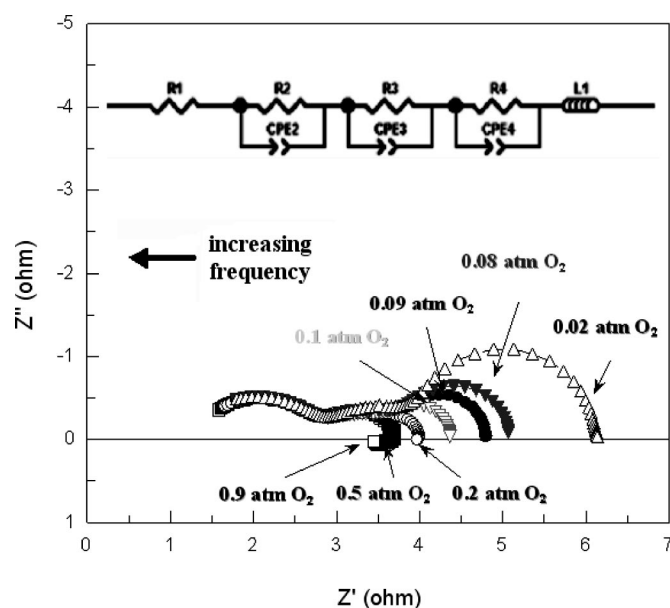 -5
-4
-3
-2
-1
0
1
Z" (ohm)
R1
R2
R3
R4
L1
CPE2
CPE3
CPE4
increasing
frequency
0.08 atm O2
0.09 atm O2
0.1 atm O2
0.02 atm O2
0.9 atm O2
0.5 atm O2
0.2 atm O2
0 1 2 3 4 5 6 7
Z' (ohm)